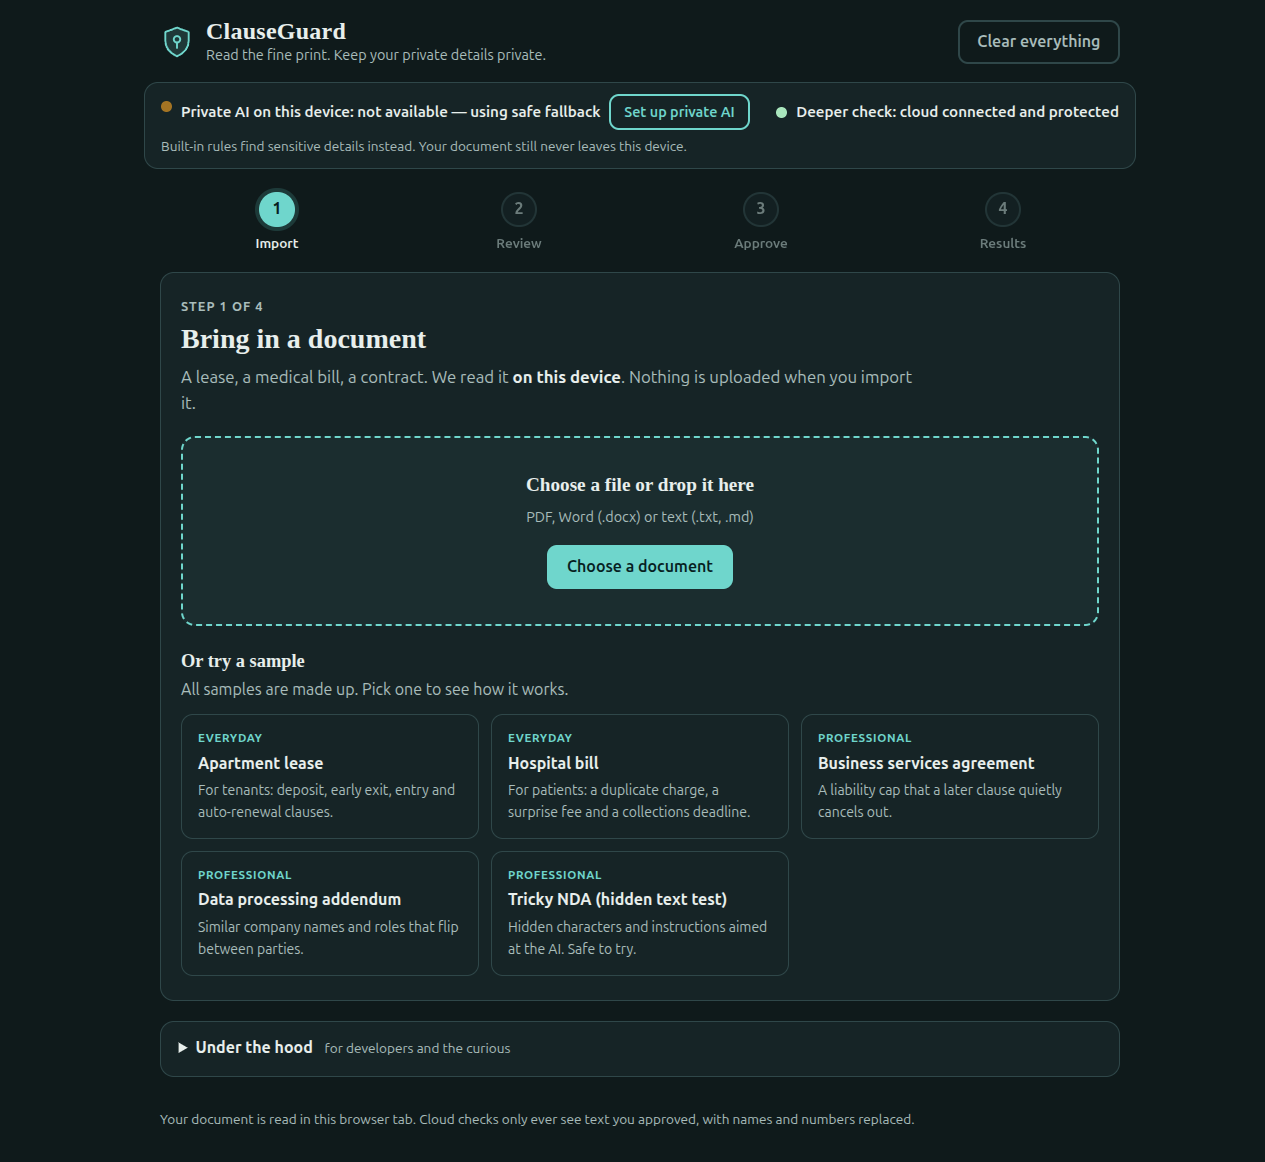 ClauseGuard
Read the fine print. Keep your private details private.
Clear everything
Private AI on this device: not available — using safe fallback
Set up private AI
Deeper check: cloud connected and protected
Built-in rules find sensitive details instead. Your document still never leaves this device.
1
Import
2
Review
3
Approve
4
Results
STEP 1 OF 4
Bring in a document
A lease, a medical bill, a contract. We read it on this device. Nothing is uploaded when you import
it.
Choose a file or drop it here
PDF, Word (.docx) or text (.txt, .md)
Choose a document
Or try a sample
All samples are made up. Pick one to see how it works.
EVERYDAY
Apartment lease
For tenants: deposit, early exit, entry and
auto-renewal clauses.
EVERYDAY
Hospital bill
For patients: a duplicate charge, a
surprise fee and a collections deadline.
PROFESSIONAL
Business services agreement
A liability cap that a later clause quietly
cancels out.
PROFESSIONAL
Data processing addendum
Similar company names and roles that flip
between parties.
PROFESSIONAL
Tricky NDA (hidden text test)
Hidden characters and instructions aimed
at the AI. Safe to try.
Under the hood for developers and the curious
Your document is read in this browser tab. Cloud checks only ever see text you approved, with names and numbers replaced.